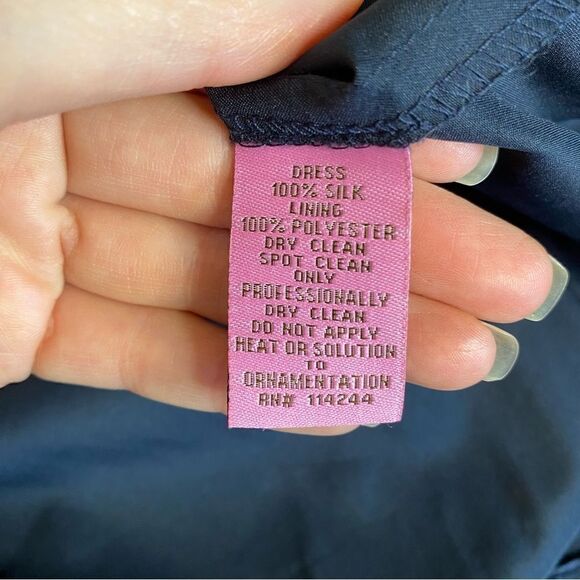 DRESS
100% SILK
LINING
100% POLYESTER
DRY CLEAN
SPOT CLEAN
ONLY
PROFESSIONALLY
DRY CLEAN
DO NOT APPLY
HEAT OR SOLUTION
TO
ORNAMENTATION
RN# 114244